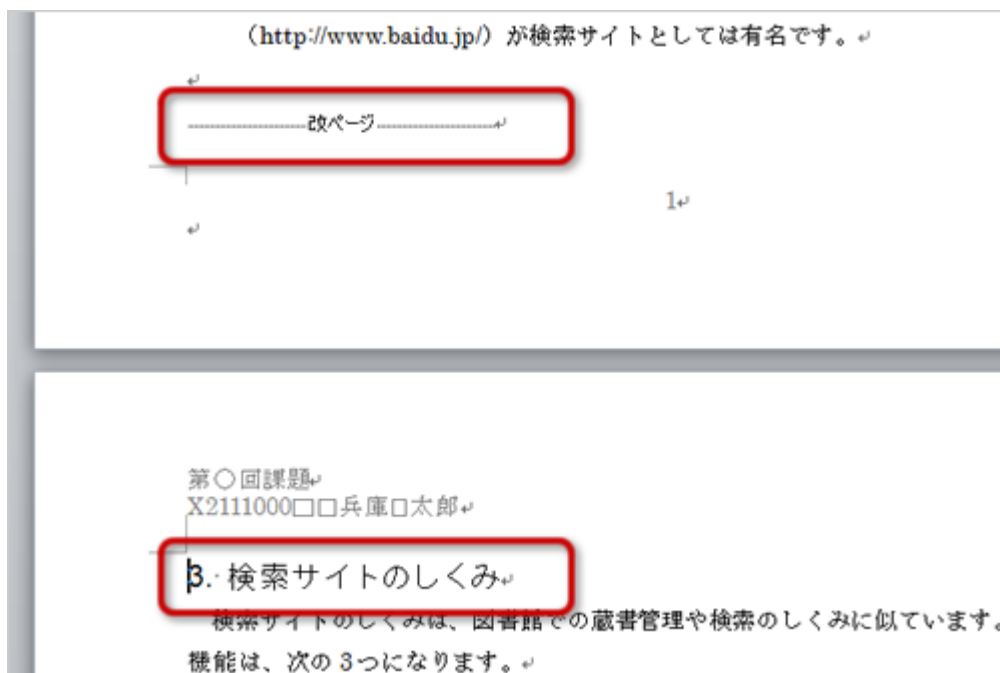 （http://www.baidu.jp/）が検索サイトとしては有名です。
改ページ
1
第○回課題
X2111000□□兵庫□太郎
3. 検索サイトのしくみ
検索サイトのしくみは、図書館での蔵書管理や検索のしくみに似ています。
機能は、次の3つになります。